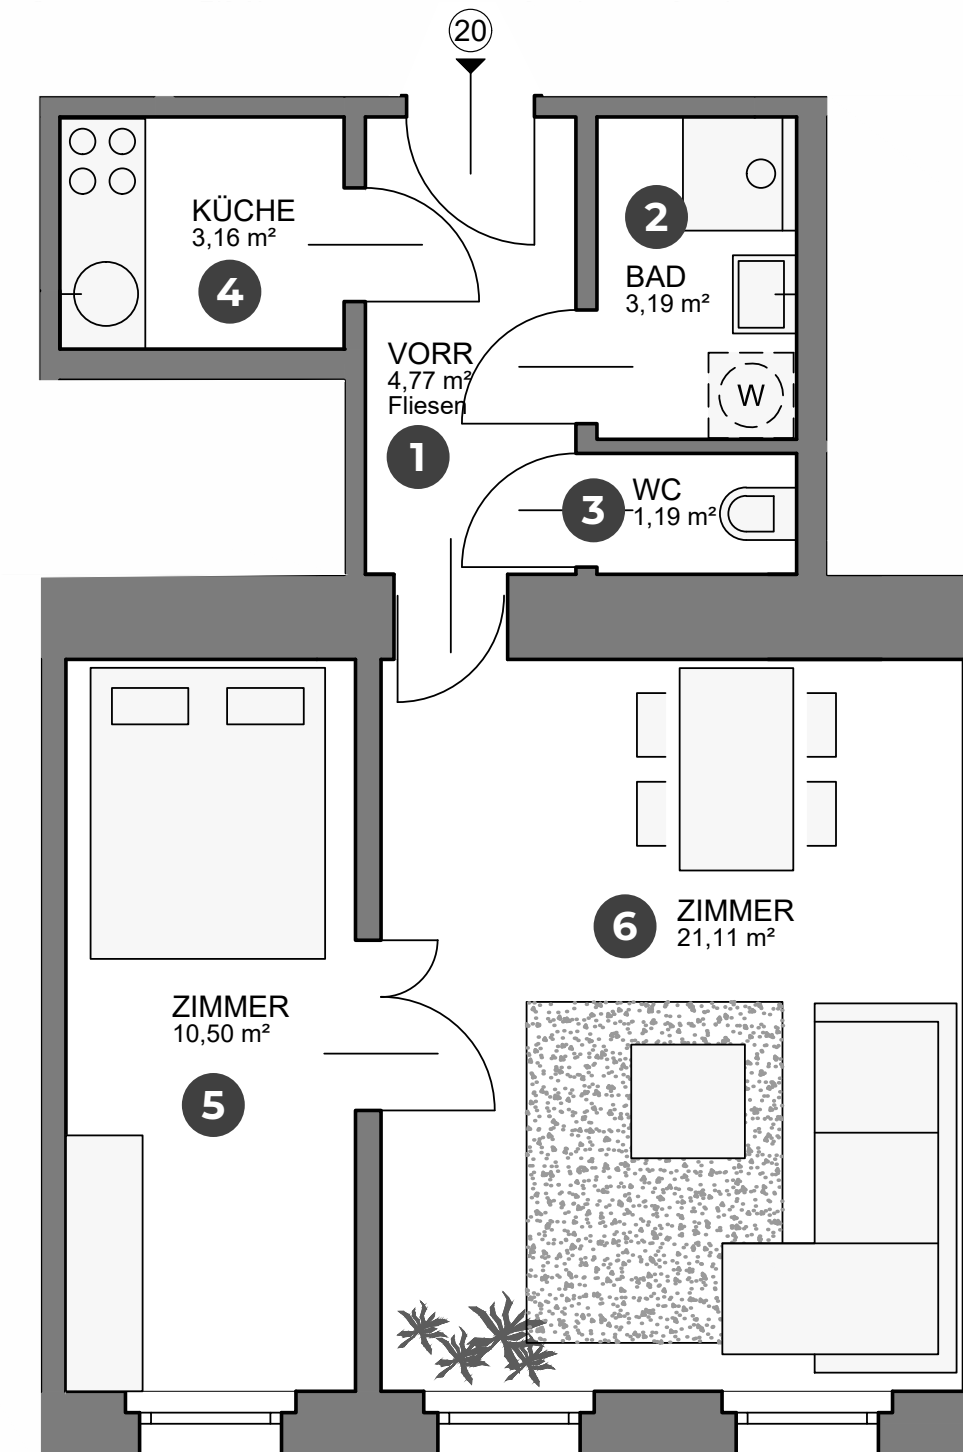 20
KÜCHE
3,16 m²
4
2
BAD
3,19 m²
VORR
4,77 m²
Fliesen
1
W
3
WC
1,19 m²
6
ZIMMER
21,11 m²
ZIMMER
10,50 m²
5